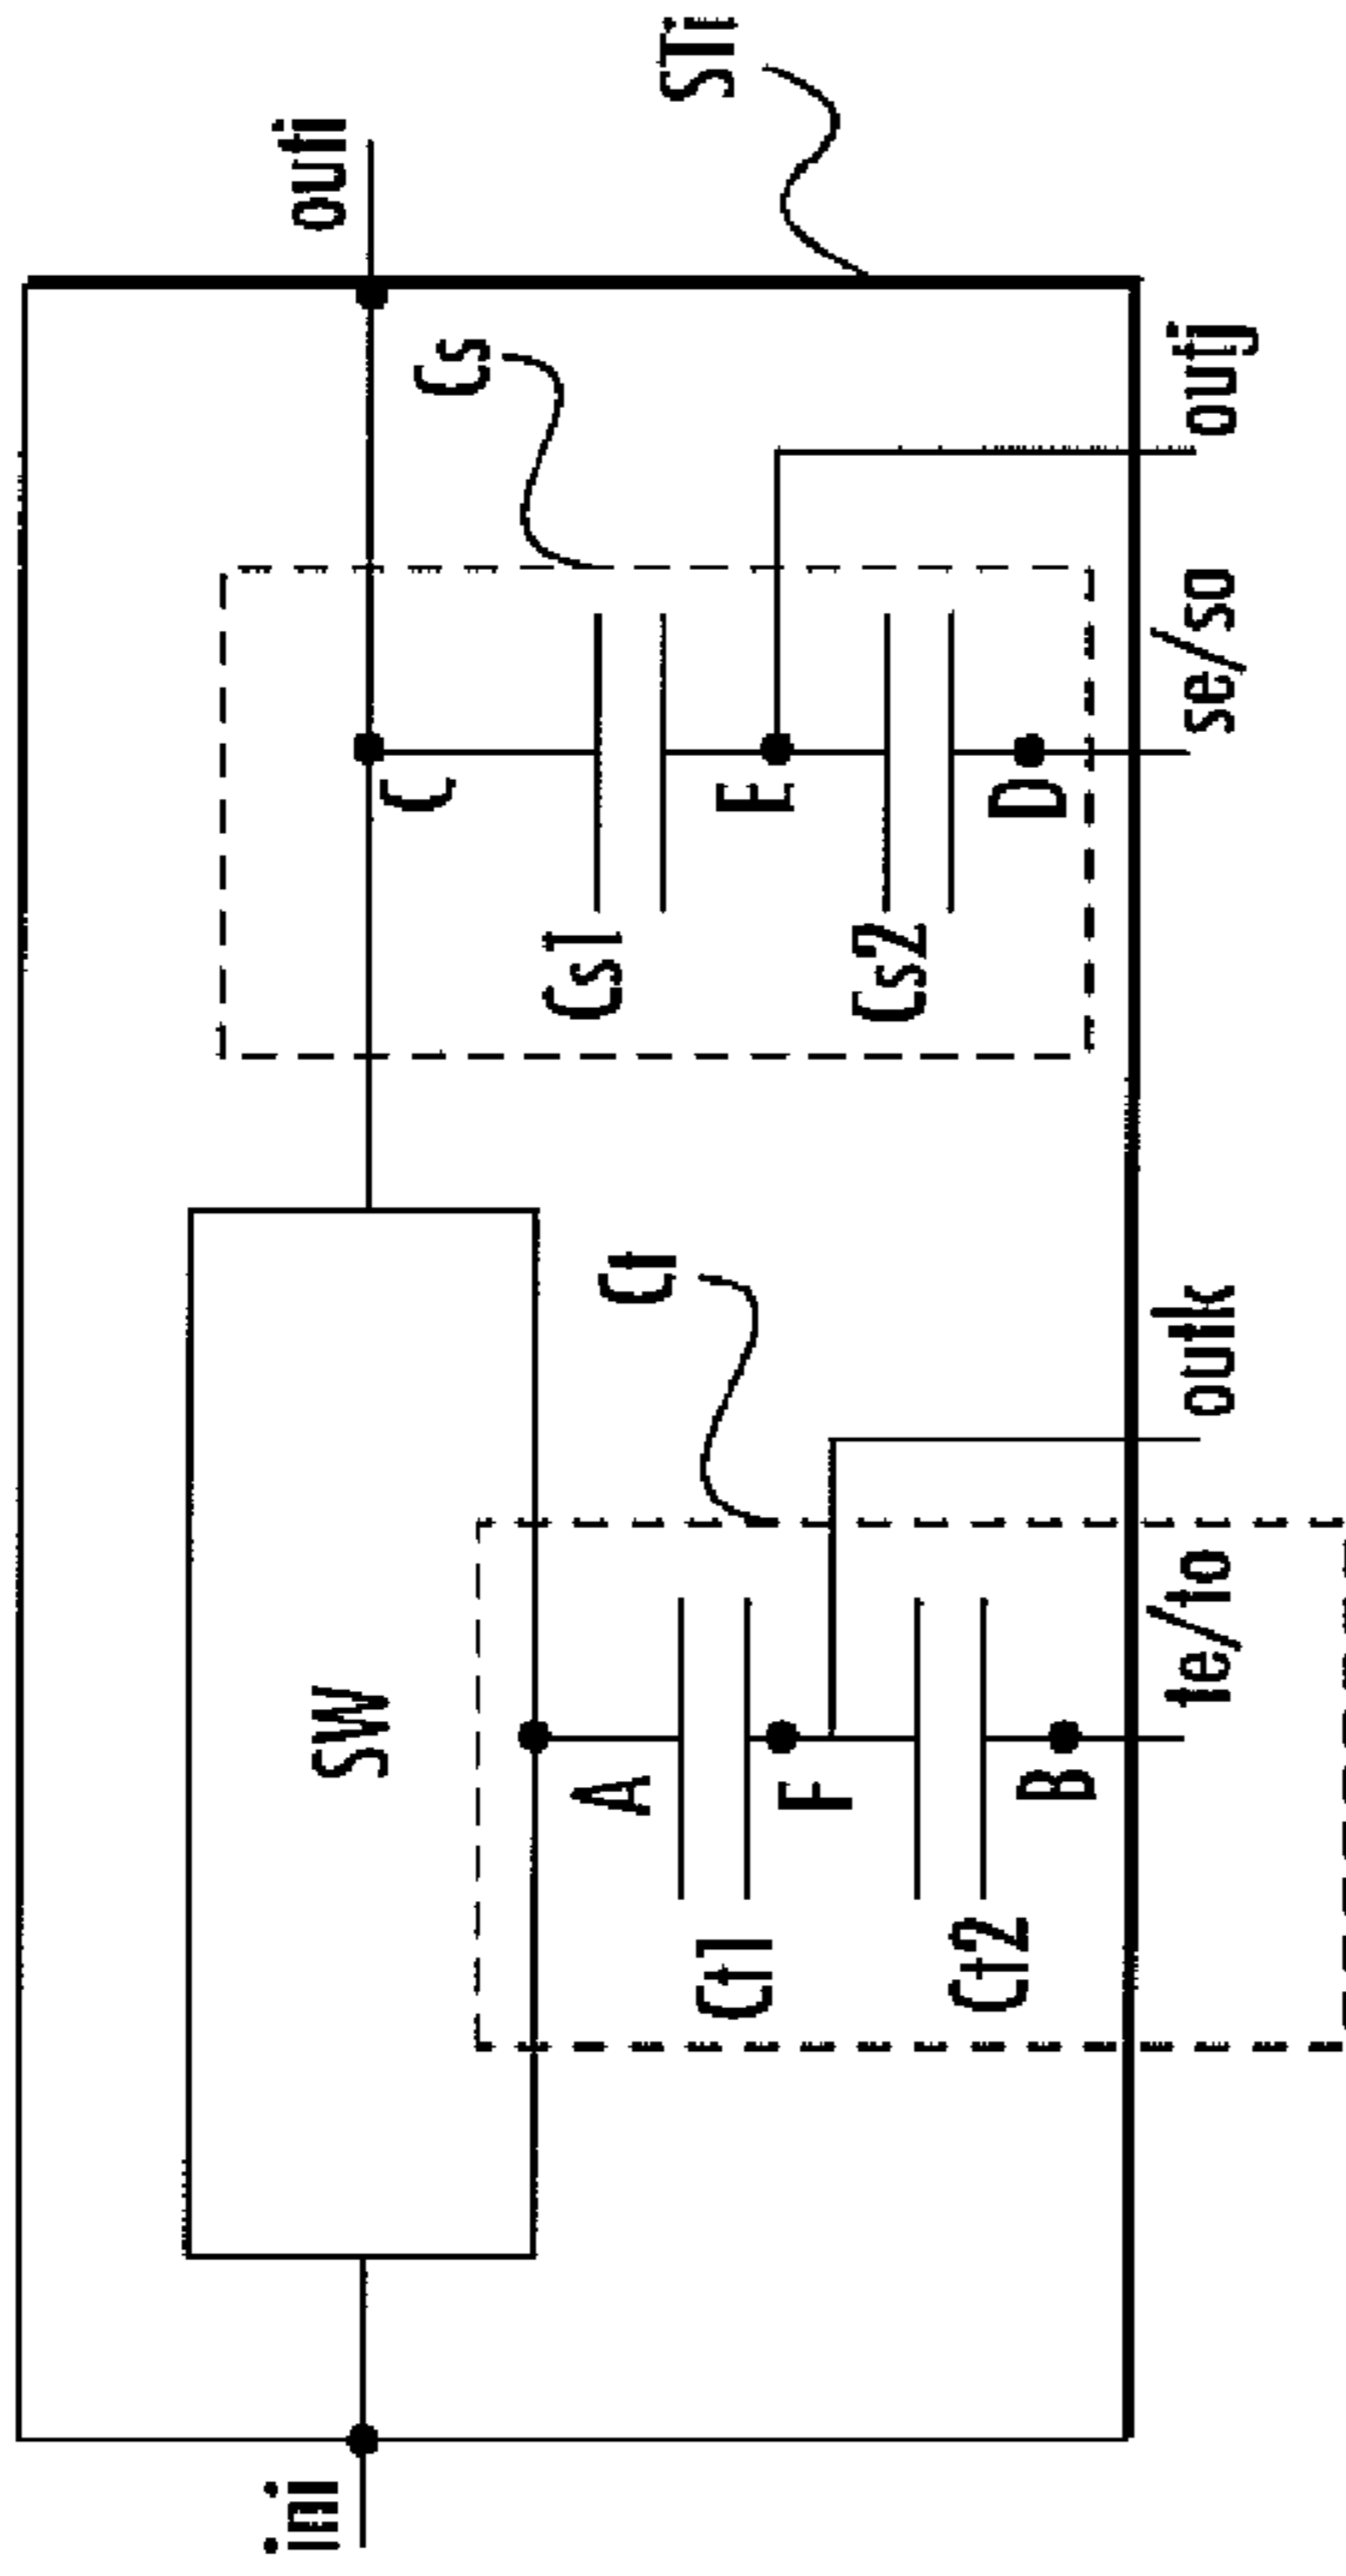 ini
outi
SW
C
Cs
Cs1
A
Ct
STi
Ct1
E
F
Cs2
Ct2
D
B
te/to
outk
se/so
outj